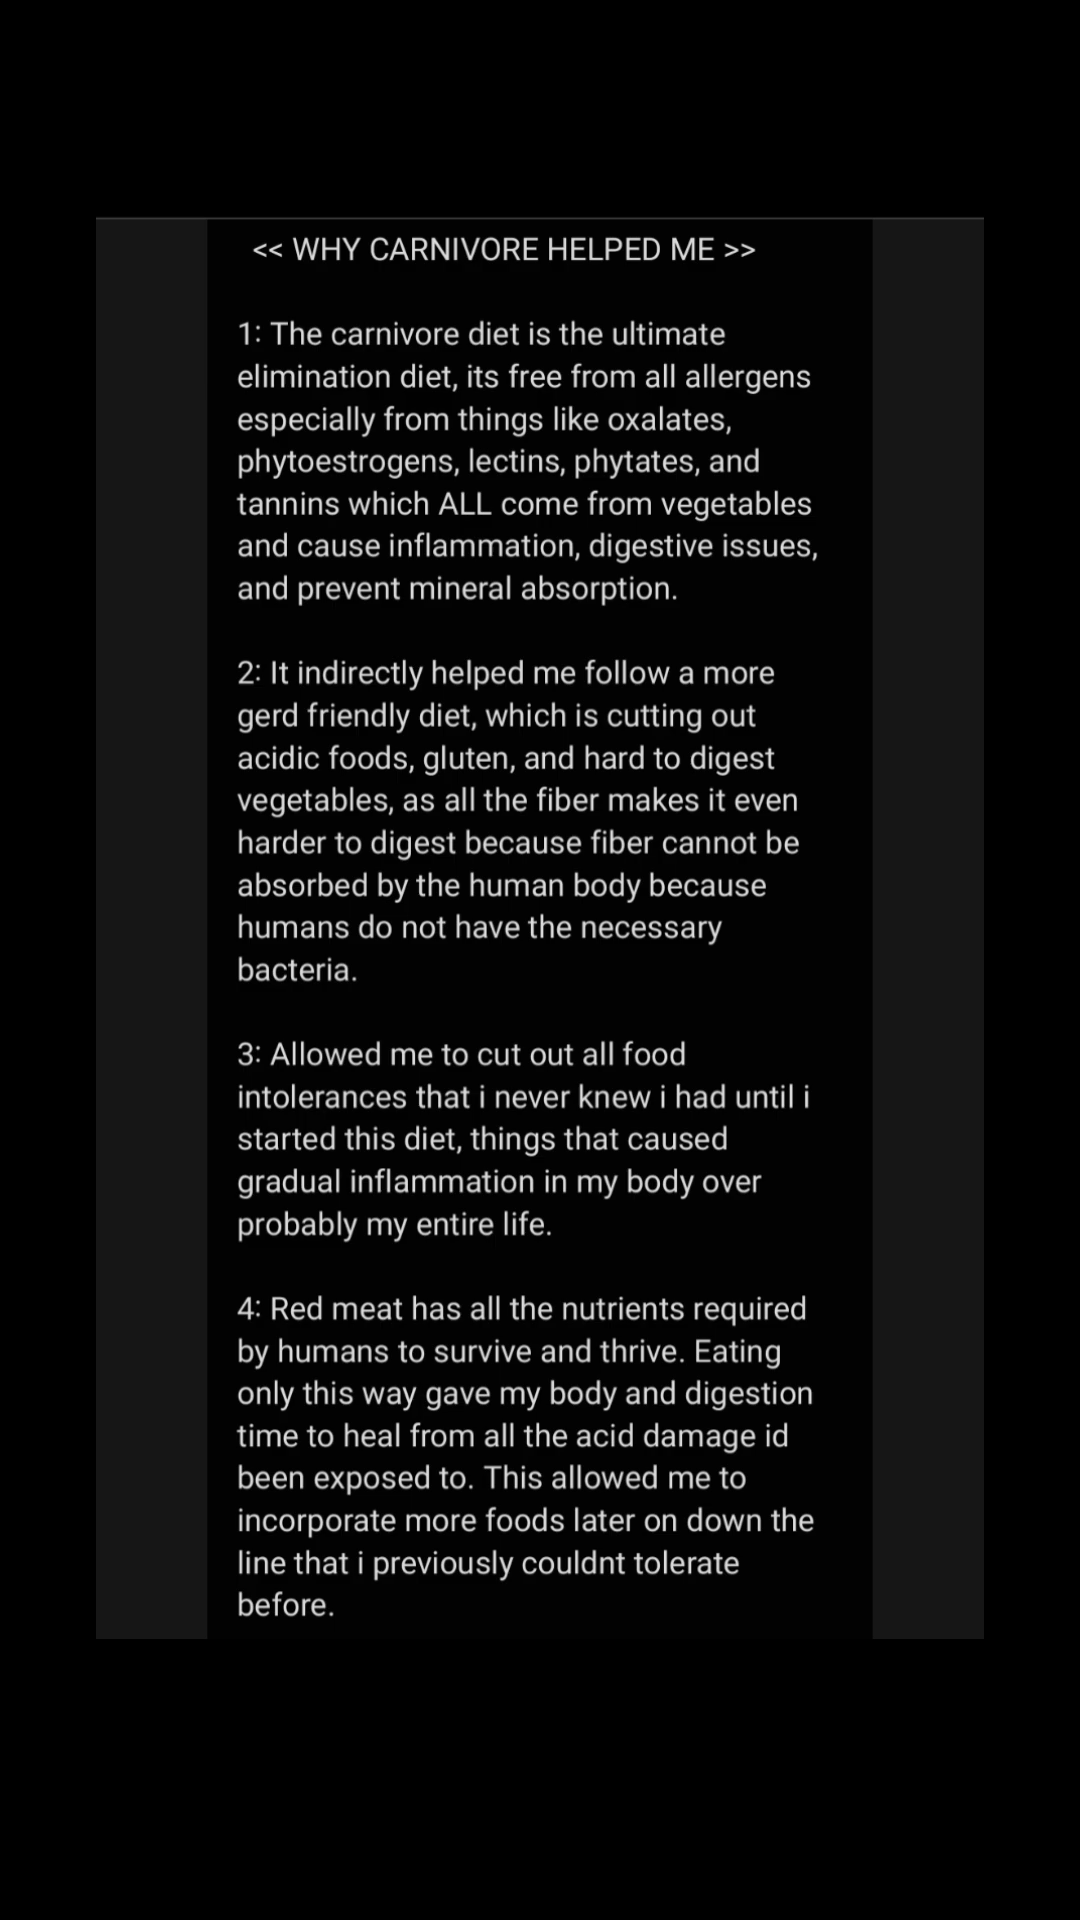 << WHY CARNIVORE HELPED ME >>
1: The carnivore diet is the ultimate
elimination diet, its free from all allergens
especially from things like oxalates,
phytoestrogens, lectins, phytates, and
tannins which ALL come from vegetables
and cause inflammation, digestive issues,
and prevent mineral absorption.
2: It indirectly helped me follow a more
gerd friendly diet, which is cutting out
acidic foods, gluten, and hard to digest
vegetables, as all the fiber makes it even
harder to digest because fiber cannot be
absorbed by the human body because
humans do not have the necessary
bacteria.
3: Allowed me to cut out all food
intolerances that i never knew i had until i
started this diet, things that caused
gradual inflammation in my body over
probably my entire life.
4: Red meat has all the nutrients required
by humans to survive and thrive. Eating
only this way gave my body and digestion
time to heal from all the acid damage id
been exposed to. This allowed me to
incorporate more foods later on down the
line that i previously couldnt tolerate
before.